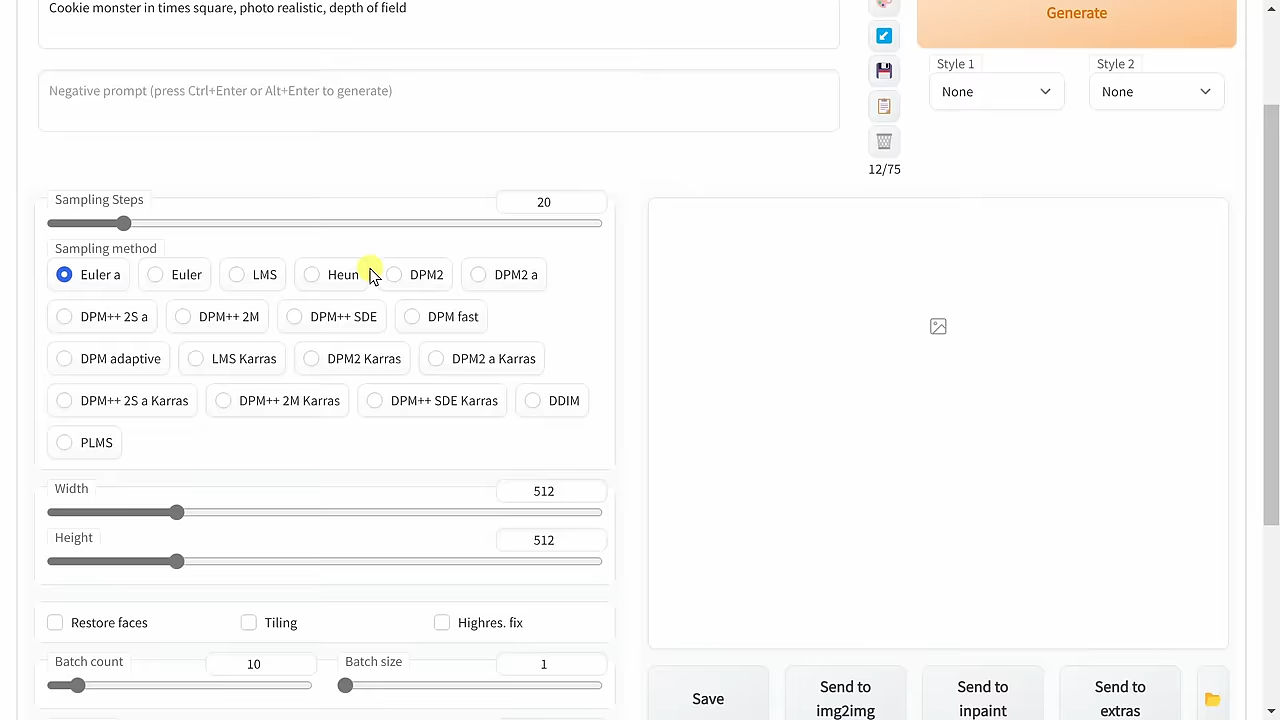 Cookie monster in times square, photo realistic, depth of field
Generate
Style 1
Style 2
None
None
Negative prompt (press Ctrl+Enter or Alt+Enter to generate)
12/75
Sampling Steps
20
Sampling method
Euler a
Euler
LMS
Heun
DPM2
DPM2 a
DPM++ 2S a
DPM++ 2M
DPM++ SDE
DPM fast
DPM adaptive
LMS Karras
DPM2 Karras
DPM2 a Karras
DPM++ 2S a Karras
DPM++ 2M Karras
DPM++ SDE Karras
DDIM
PLMS
Width
512
Height
512
Restore faces
Tiling
Highres. fix
Batch count
10
Batch size
1
Save
Send to
img2img
Send to
inpaint
Send to
extras